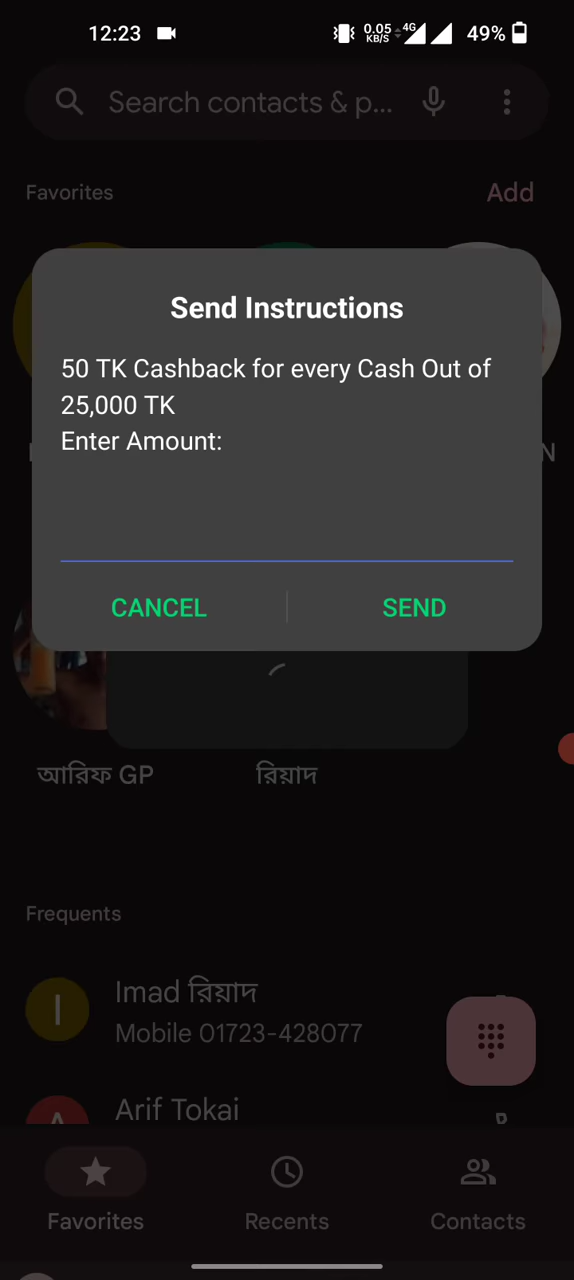 12:23
0.05 KB/S
4G
49%
Search contacts & p...
Favorites
Add
Send Instructions
50 TK Cashback for every Cash Out of
25,000 TK
Enter Amount:
N
CANCEL
SEND
আরিফ GP
রিয়াদ
Frequents
I
Imad রিয়াদ
Mobile 01723-428077
A
Arif Tokai
Favorites
Recents
Contacts